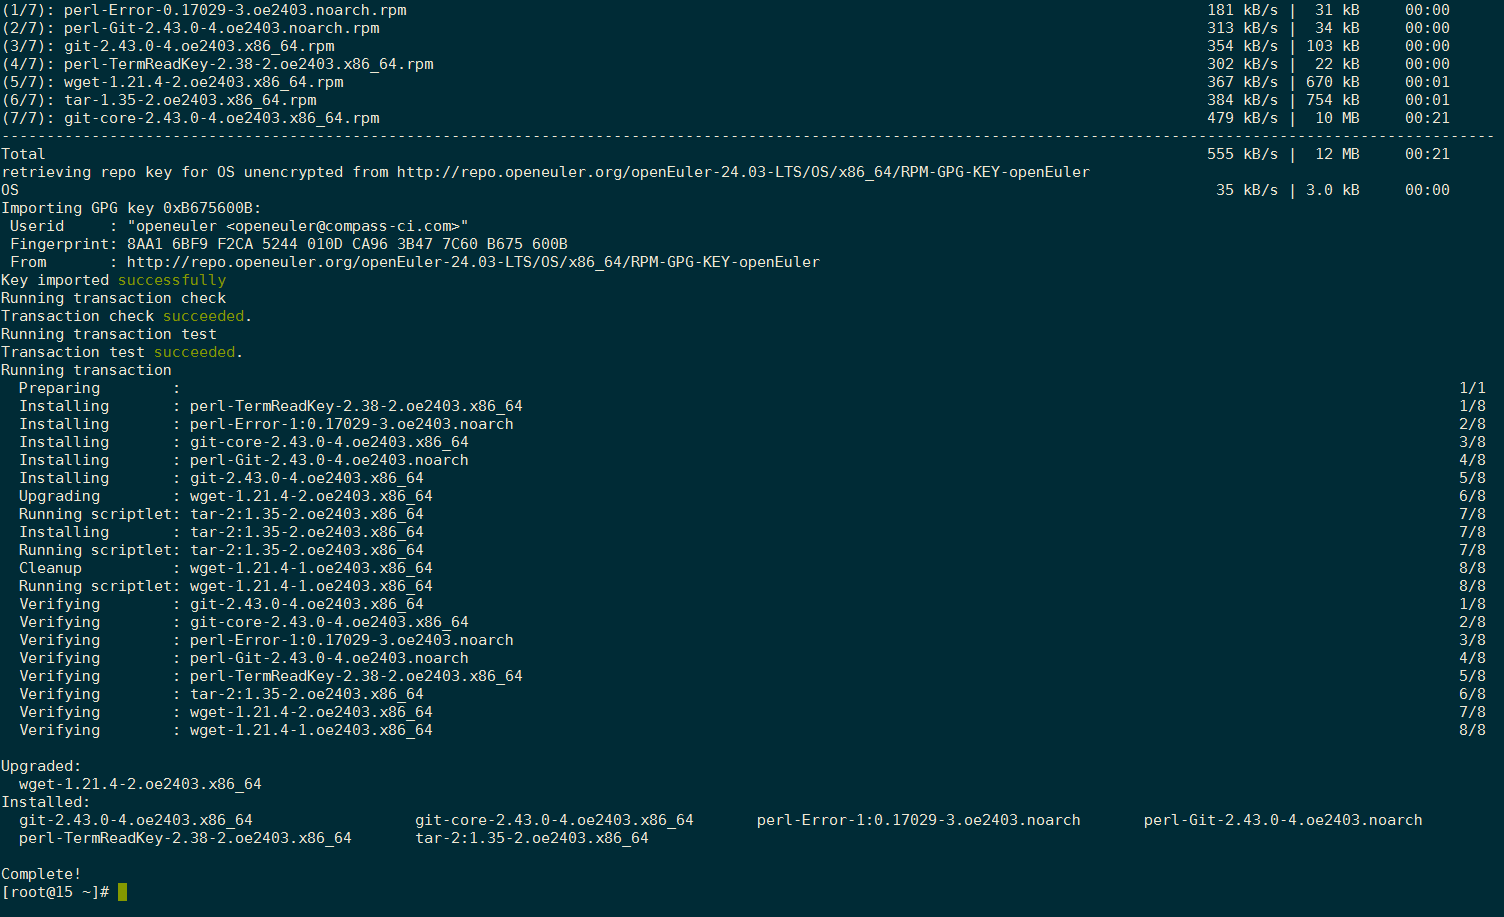 (1/7): perl-Error-0.17029-3.oe2403.noarch.rpm 181 kB/s | 31 kB 00:00
(2/7): perl-Git-2.43.0-4.oe2403.noarch.rpm 313 kB/s | 34 kB 00:00
(3/7): git-2.43.0-4.oe2403.x86_64.rpm 354 kB/s | 103 kB 00:00
(4/7): perl-TermReadKey-2.38-2.oe2403.x86_64.rpm 302 kB/s | 22 kB 00:00
(5/7): wget-1.21.4-2.oe2403.x86_64.rpm 367 kB/s | 670 kB 00:01
(6/7): tar-1.35-2.oe2403.x86_64.rpm 384 kB/s | 754 kB 00:01
(7/7): git-core-2.43.0-4.oe2403.x86_64.rpm 479 kB/s | 10 MB 00:21
--------------------------------------------------------------------------------
Total 555 kB/s | 12 MB 00:21
retrieving repo key for OS unencrypted from http://repo.openeuler.org/openEuler-24.03-LTS/OS/x86_64/RPM-GPG-KEY-openEuler
OS 35 kB/s | 3.0 kB 00:00
Importing GPG key 0xB675600B:
Userid : "openeuler <openeuler@compass-ci.com>"
Fingerprint: 8AA1 6BF9 F2CA 5244 010D CA96 3B47 7C60 B675 600B
From : http://repo.openeuler.org/openEuler-24.03-LTS/OS/x86_64/RPM-GPG-KEY-openEuler
Key imported successfully
Running transaction check
Transaction check succeeded.
Running transaction test
Transaction test succeeded.
Running transaction
Preparing : 1/1
Installing : perl-TermReadKey-2.38-2.oe2403.x86_64 1/8
Installing : perl-Error-1:0.17029-3.oe2403.noarch 2/8
Installing : git-core-2.43.0-4.oe2403.x86_64 3/8
Installing : perl-Git-2.43.0-4.oe2403.noarch 4/8
Installing : git-2.43.0-4.oe2403.x86_64 5/8
Upgrading : wget-1.21.4-2.oe2403.x86_64 6/8
Running scriptlet: tar-2:1.35-2.oe2403.x86_64 7/8
Installing : tar-2:1.35-2.oe2403.x86_64 7/8
Running scriptlet: tar-2:1.35-2.oe2403.x86_64 7/8
Cleanup : wget-1.21.4-1.oe2403.x86_64 8/8
Running scriptlet: wget-1.21.4-1.oe2403.x86_64 8/8
Verifying : git-2.43.0-4.oe2403.x86_64 1/8
Verifying : git-core-2.43.0-4.oe2403.x86_64 2/8
Verifying : perl-Error-1:0.17029-3.oe2403.noarch 3/8
Verifying : perl-Git-2.43.0-4.oe2403.noarch 4/8
Verifying : perl-TermReadKey-2.38-2.oe2403.x86_64 5/8
Verifying : tar-2:1.35-2.oe2403.x86_64 6/8
Verifying : wget-1.21.4-2.oe2403.x86_64 7/8
Verifying : wget-1.21.4-1.oe2403.x86_64 8/8
Upgraded:
wget-1.21.4-2.oe2403.x86_64
Installed:
git-2.43.0-4.oe2403.x86_64 git-core-2.43.0-4.oe2403.x86_64 perl-Error-1:0.17029-3.oe2403.noarch perl-Git-2.43.0-4.oe2403.noarch
perl-TermReadKey-2.38-2.oe2403.x86_64 tar-2:1.35-2.oe2403.x86_64
Complete!
[root@15 ~]#